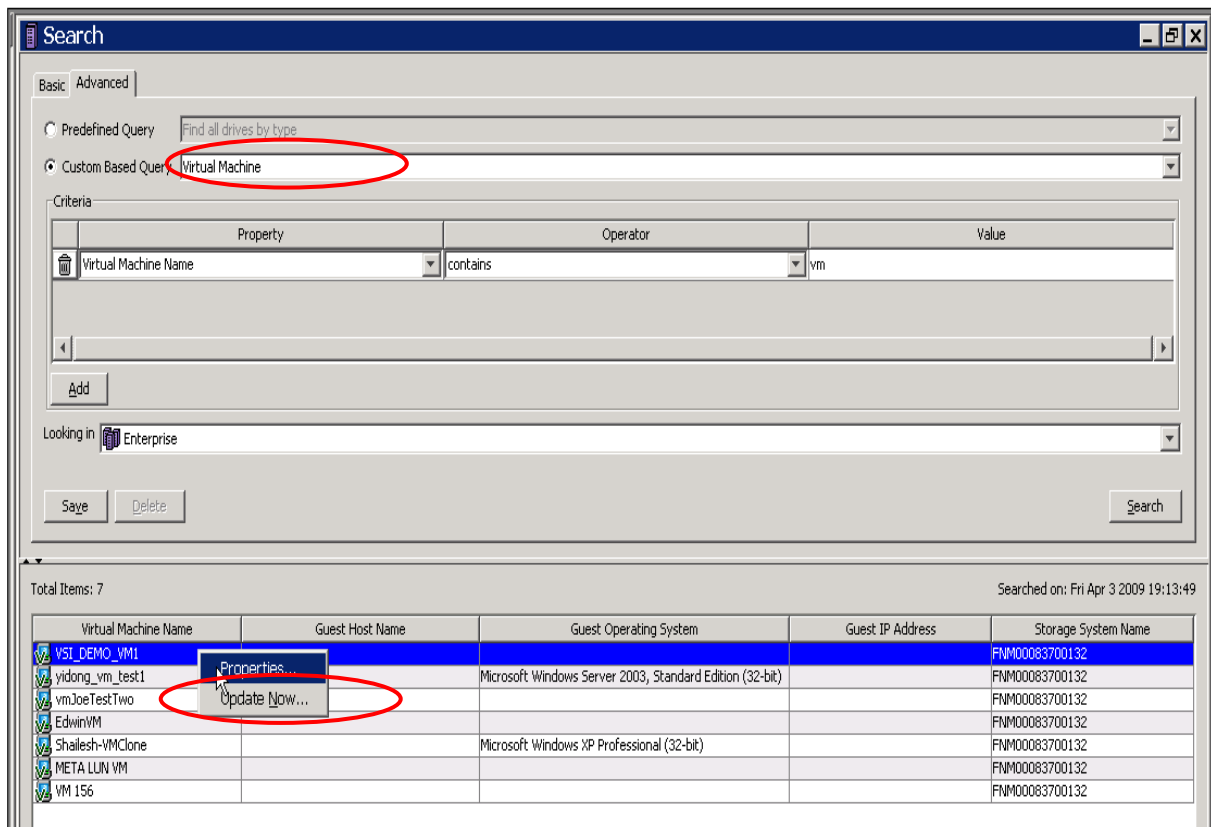 Search
Basic Advanced
Predefined Query Find all drives by type
Custom Based Query Virtual Machine
Criteria
Property Operator Value
Virtual Machine Name contains vm
Add
Looking in Enterprise
Save Delete Search
Total Items: 7 Searched on: Fri Apr 3 2009 19:13:49
Virtual Machine Name Guest Host Name Guest Operating System Guest IP Address Storage System Name
VSI_DEMO_VM1 FNM00083700132
Properties...
yidong_vm_test1 Microsoft Windows Server 2003, Standard Edition (32-bit) FNM00083700132
Update Now...
vmJoeTestTwo FNM00083700132
EdwinVM FNM00083700132
Shailesh-VMClone Microsoft Windows XP Professional (32-bit) FNM00083700132
META LUN VM FNM00083700132
VM 156 FNM00083700132